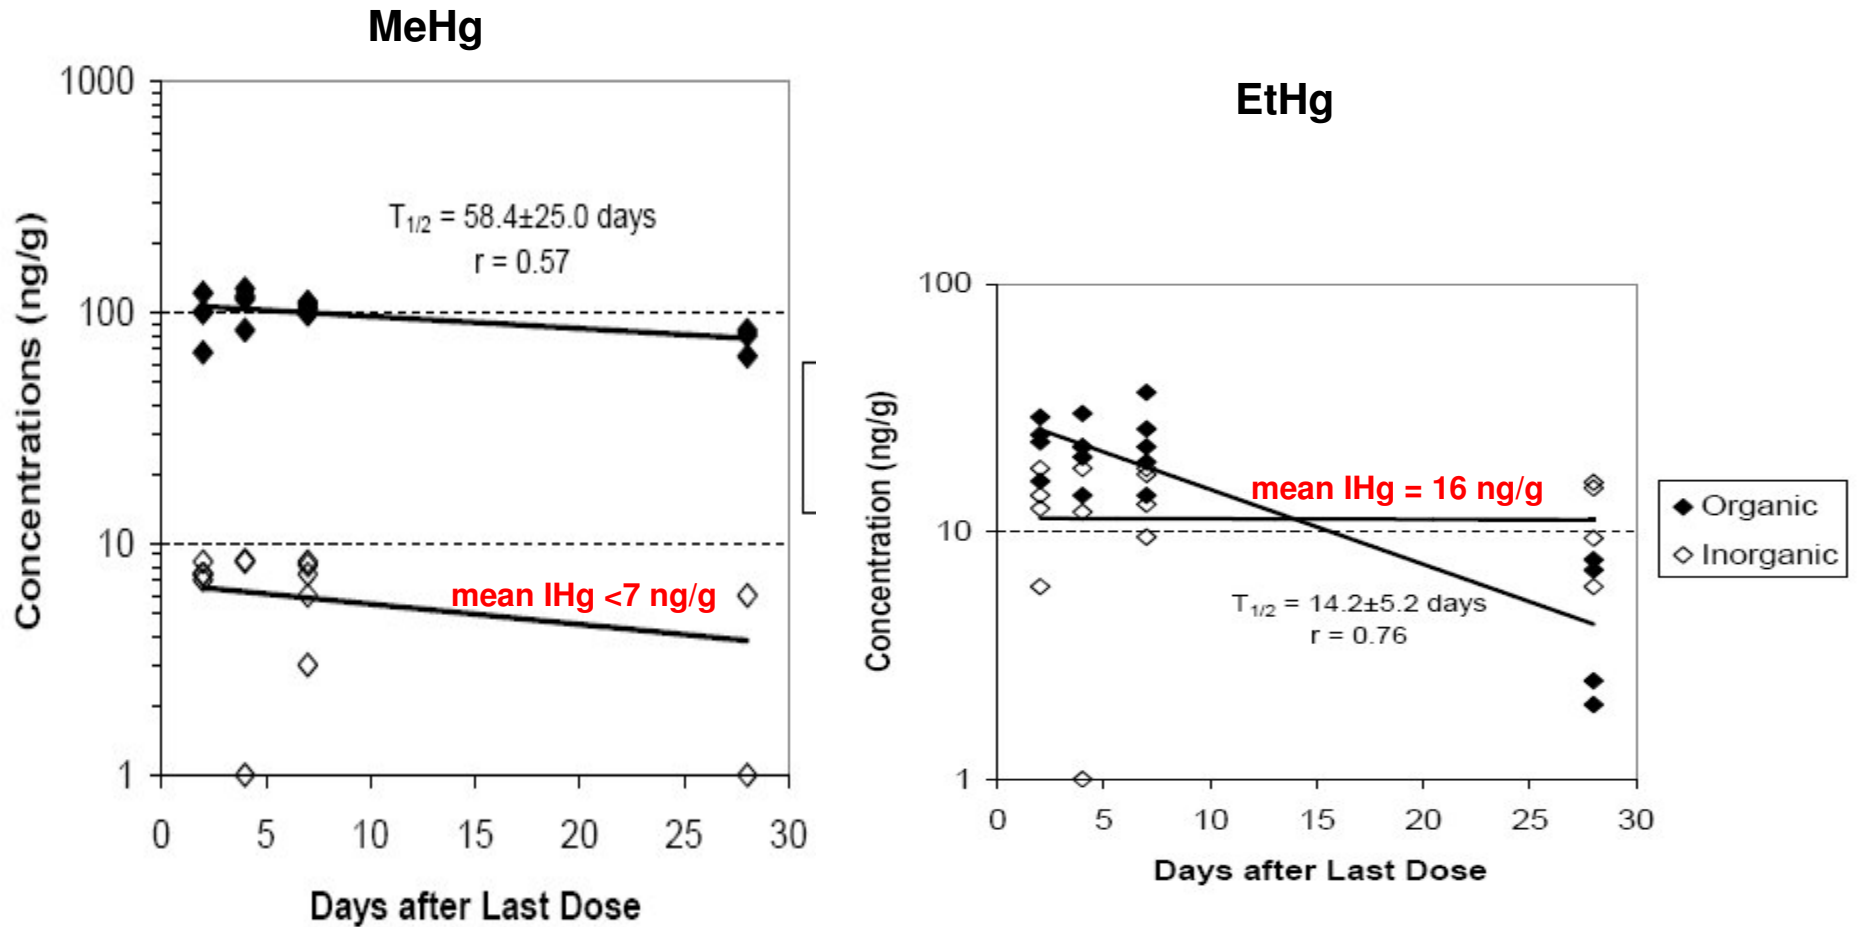 MeHg
1000
100
10
1
Concentrations (ng/g)
T1/2 = 58.4±25.0 days
r = 0.57
mean IHg <7 ng/g
0 5 10 15 20 25 30
Days after Last Dose
EtHg
100
10
1
Concentration (ng/g)
mean IHg = 16 ng/g
T1/2 = 14.2±5.2 days
r = 0.76
0 5 10 15 20 25 30
Days after Last Dose
Organic
Inorganic